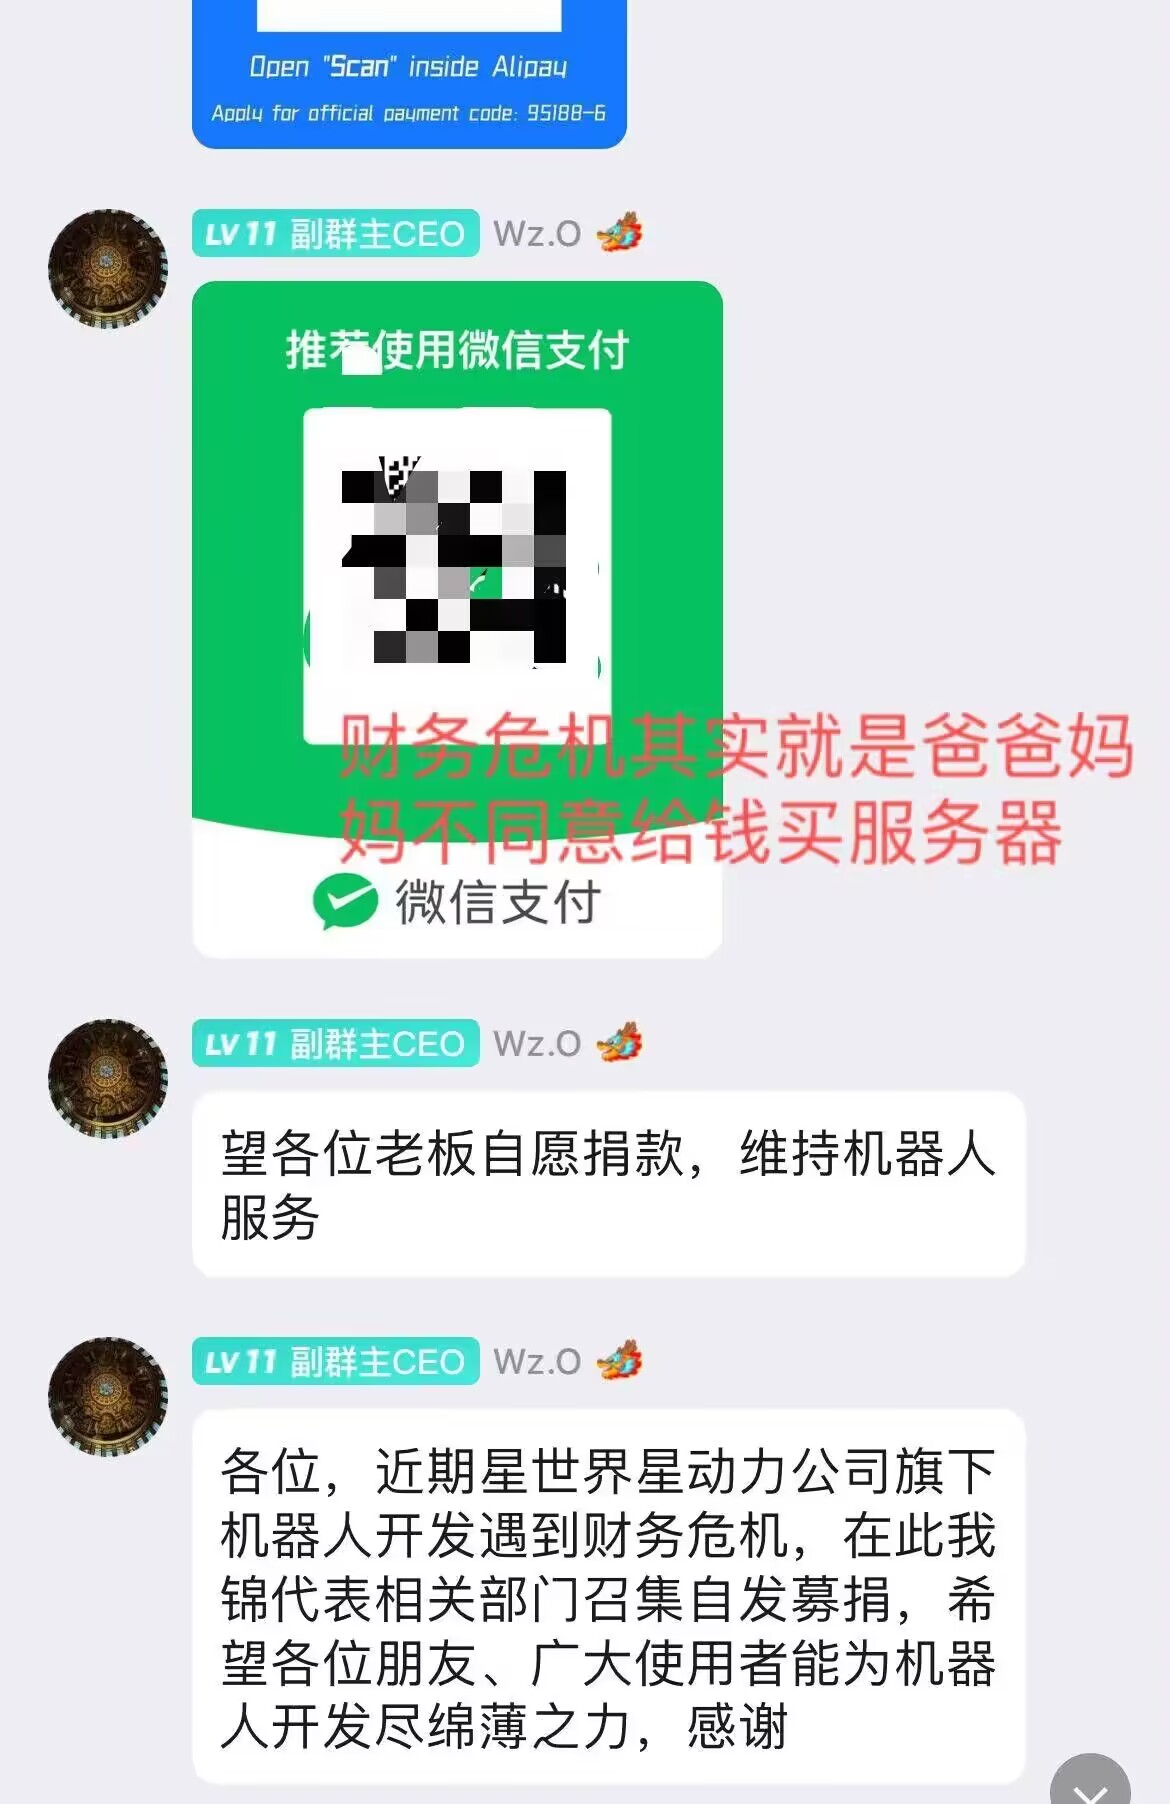 Open "Scan" inside Alipay
Apply for official payment code: 95188-6
LV 11 副群主CEO Wz.O
推荐使用微信支付
财务危机其实就是爸爸妈
妈不同意给钱买服务器
微信支付
LV 11 副群主CEO Wz.O
望各位老板自愿捐款，维持机器人
服务
LV 11 副群主CEO Wz.O
各位，近期星世界星动力公司旗下
机器人开发遇到财务危机，在此我
锦代表相关部门召集自发募捐，希
望各位朋友、广大使用者能为机器
人开发尽绵薄之力，感谢